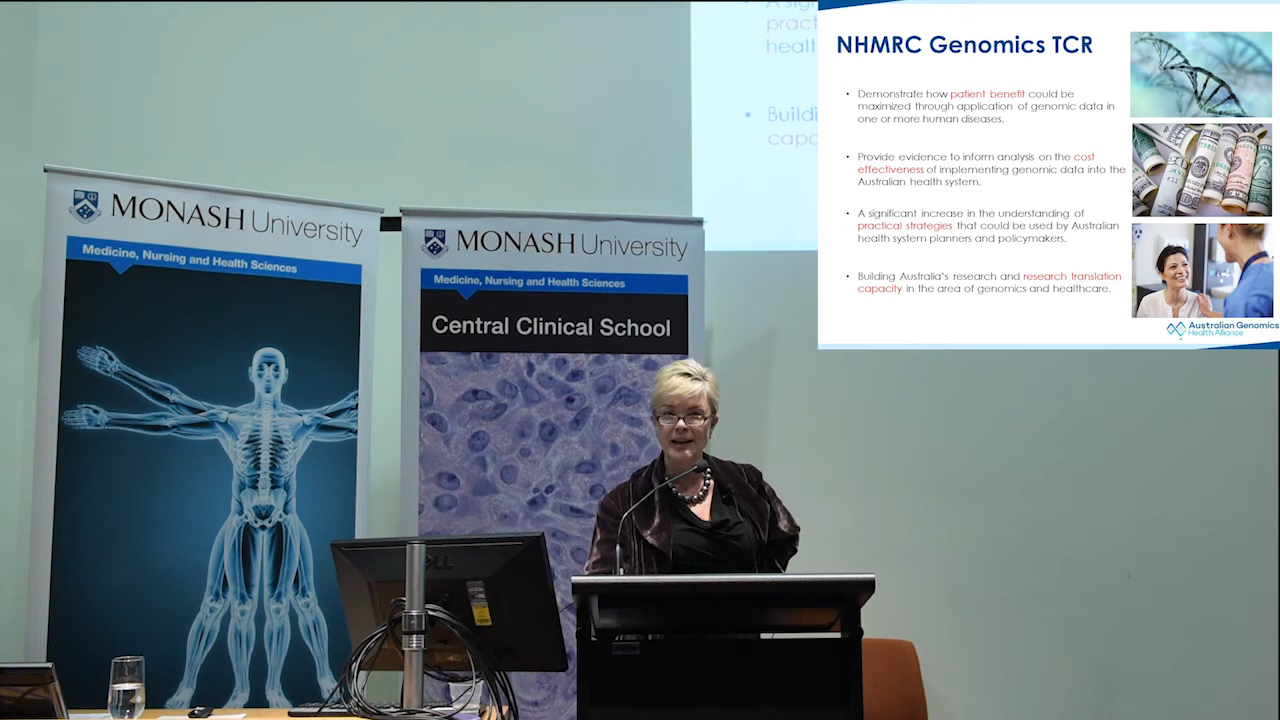 NHMRC Genomics TCR
• Demonstrate how patient benefit could be
maximized through application of genomic data in
one or more human diseases.
• Provide evidence to inform analysis on the cost
effectiveness of implementing genomic data into the
Australian health system.
• A significant increase in the understanding of
practical strategies that could be used by Australian
health system planners and policymakers.
• Building Australia's research and research translation
capacity in the area of genomics and healthcare.
Australian Genomics
Health Alliance
MONASH University
Medicine, Nursing and Health Sciences
MONASH University
Medicine, Nursing and Health Sciences
Central Clinical School
DELL